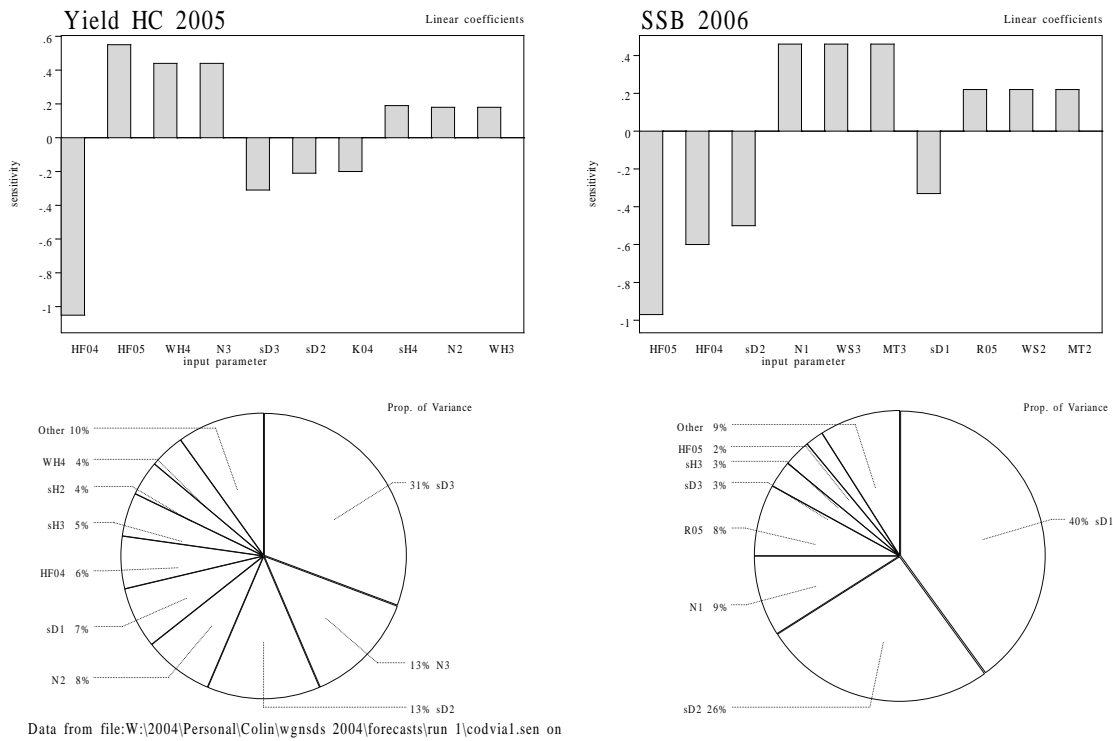 Yield HC 2005
Linear coefficients
.6
.4
.2
0
-.2
-.4
-.6
-.8
-1
sensitivity
HF04 HF05 WH4 N3 sD3 sD2 K04 sH4 N2 WH3
input parameter
SSB 2006
Linear coefficients
.4
.2
0
-.2
-.4
-.6
-.8
-1
sensitivity
HF05 HF04 sD2 N1 WS3 MT3 sD1 R05 WS2 MT2
input parameter
Prop. of Variance
Other 10%
WH4 4%
sH2 4%
sH3 5%
HF04 6%
sD1 7%
N2 8%
31% sD3
13% N3
13% sD2
Prop. of Variance
Other 9%
HF05 2%
sH3 3%
sD3 3%
R05 8%
N1 9%
sD2 26%
40% sD1
Data from file:W:\2004\Personal\Colin\wgnsds 2004\forecasts\run 1\codvia1.sen on